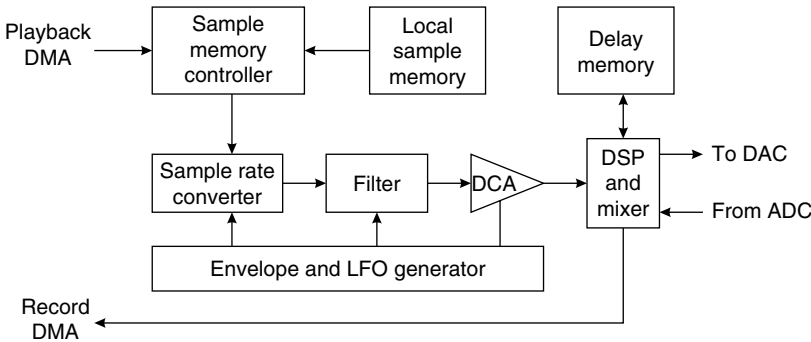 Playback
DMA
Sample
memory
controller
Local
sample
memory
Delay
memory
Sample rate
converter
Filter
DCA
DSP
and
mixer
To DAC
From ADC
Envelope and LFO generator
Record
DMA